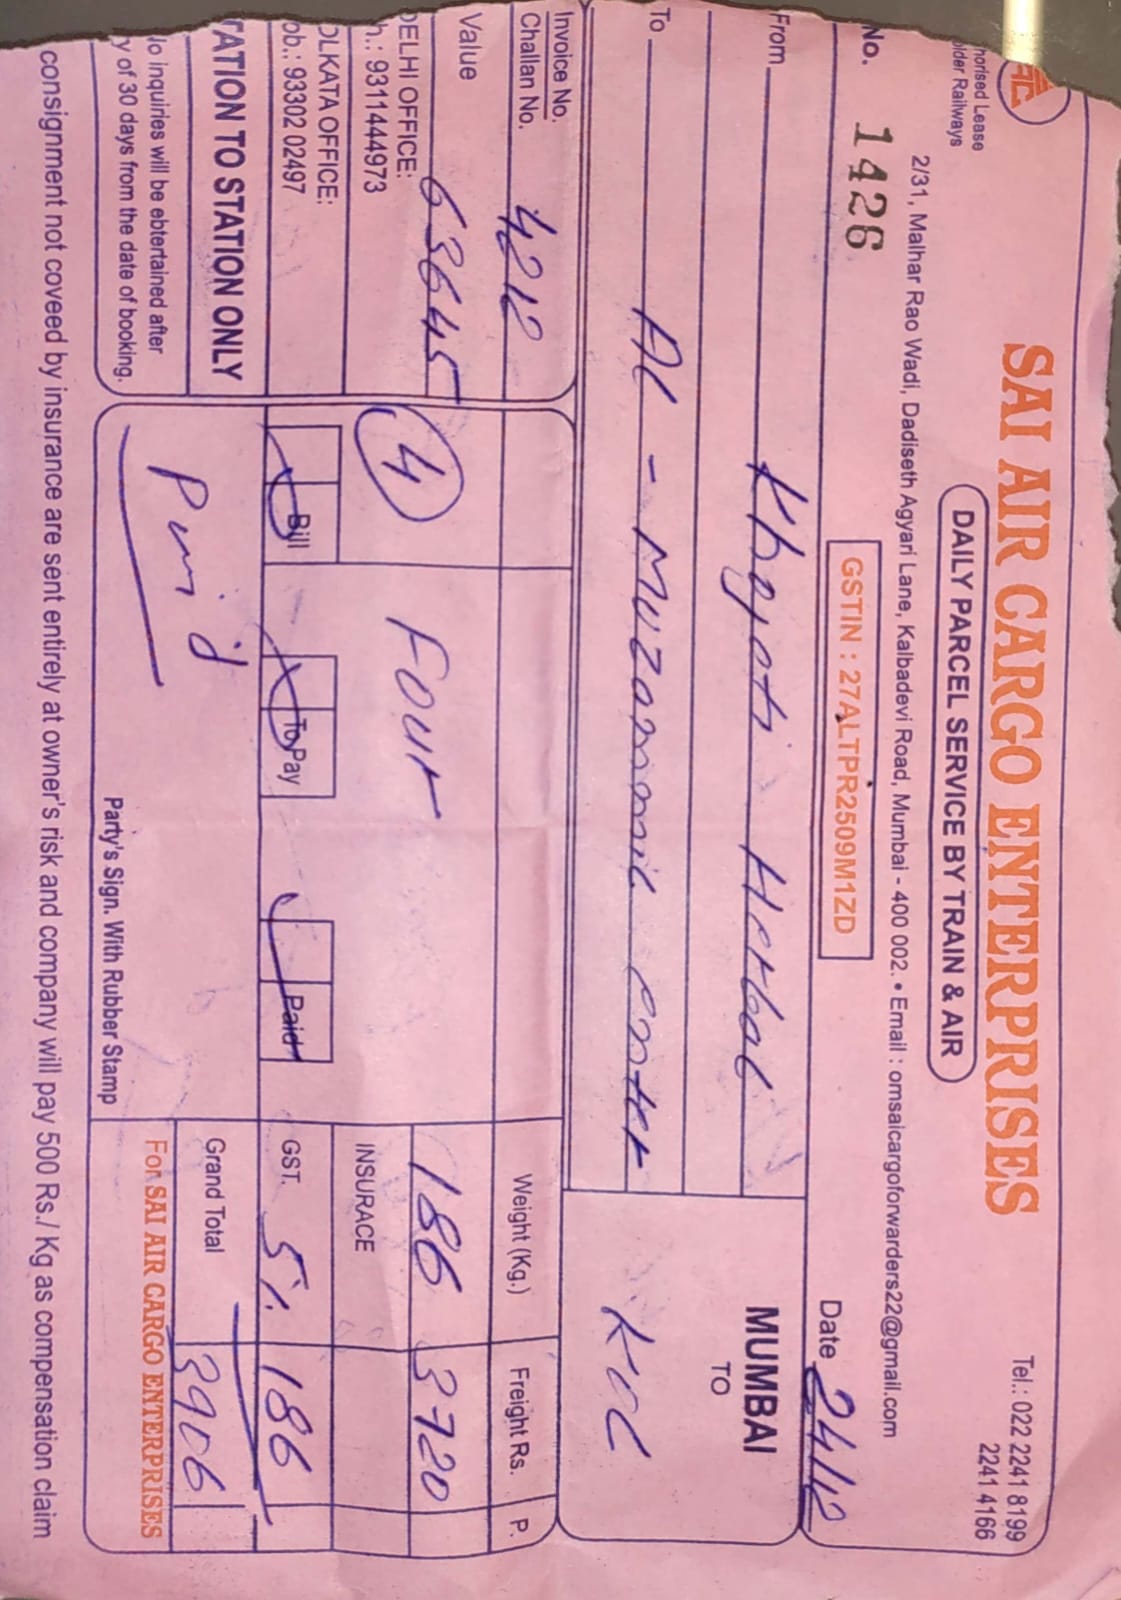 horised Lease
older Railways
Tel.: 022 2241 8199
2241 4166
SAI AIR CARGO ENTERPRISES
DAILY PARCEL SERVICE BY TRAIN & AIR
2/31, Malhar Rao Wadi, Dadiseth Agyari Lane, Kalbadevi Road, Mumbai - 400 002. • Email : omsaicargoforwarders22@gmail.com
No. 1426
GSTIN : 27ALTPR2509M1ZD
Date 24/12
From Khyati Herbal
MUMBAI
TO
To AL - Muzammil enter
KOL
Invoice No.
Challan No. 4212
Weight (Kg.)
Freight Rs.
P.
Value 63645
4 Four
186 3720
DELHI OFFICE:
h.: 9311444973
INSURACE
OLKATA OFFICE:
ob.: 93302 02497
Bill
To Pay
Paid
GST. 5% 186
TATION TO STATION ONLY
Grand Total 3906
lo inquiries will be ebtertained after
y of 30 days from the date of booking.
Party's Sign. With Rubber Stamp
For SAI AIR CARGO ENTERPRISES
consignment not coveed by insurance are sent entirely at owner's risk and company will pay 500 Rs./ Kg as compensation claim